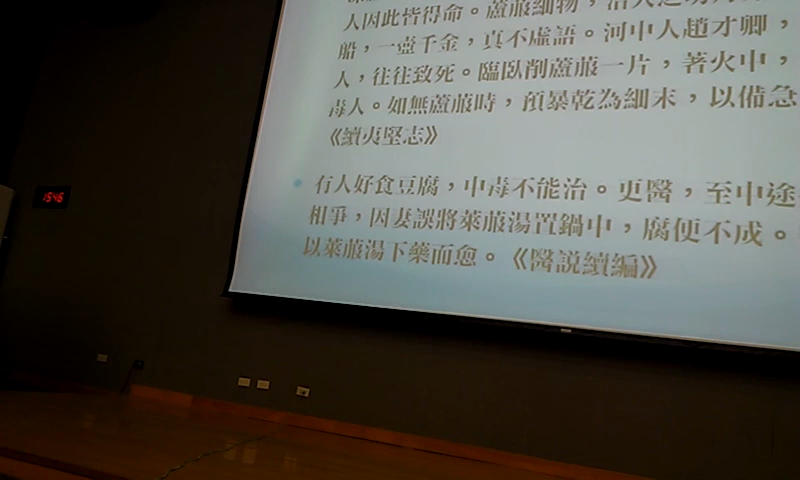 人因此皆得命。蘆菔細物，活人之功
船，一壺千金，真不虛語。河中人趙才卿，
人，往往致死。臨臥削蘆菔一片，著火中，
毒人。如無蘆菔時，預暴乾為細末，以備急
《續夷堅志》
有人好食豆腐，中毒不能治。更醫，至中途
相爭，因妻誤將萊菔湯置鍋中，腐便不成。
以萊菔湯下藥而愈。《醫說續編》
15:46